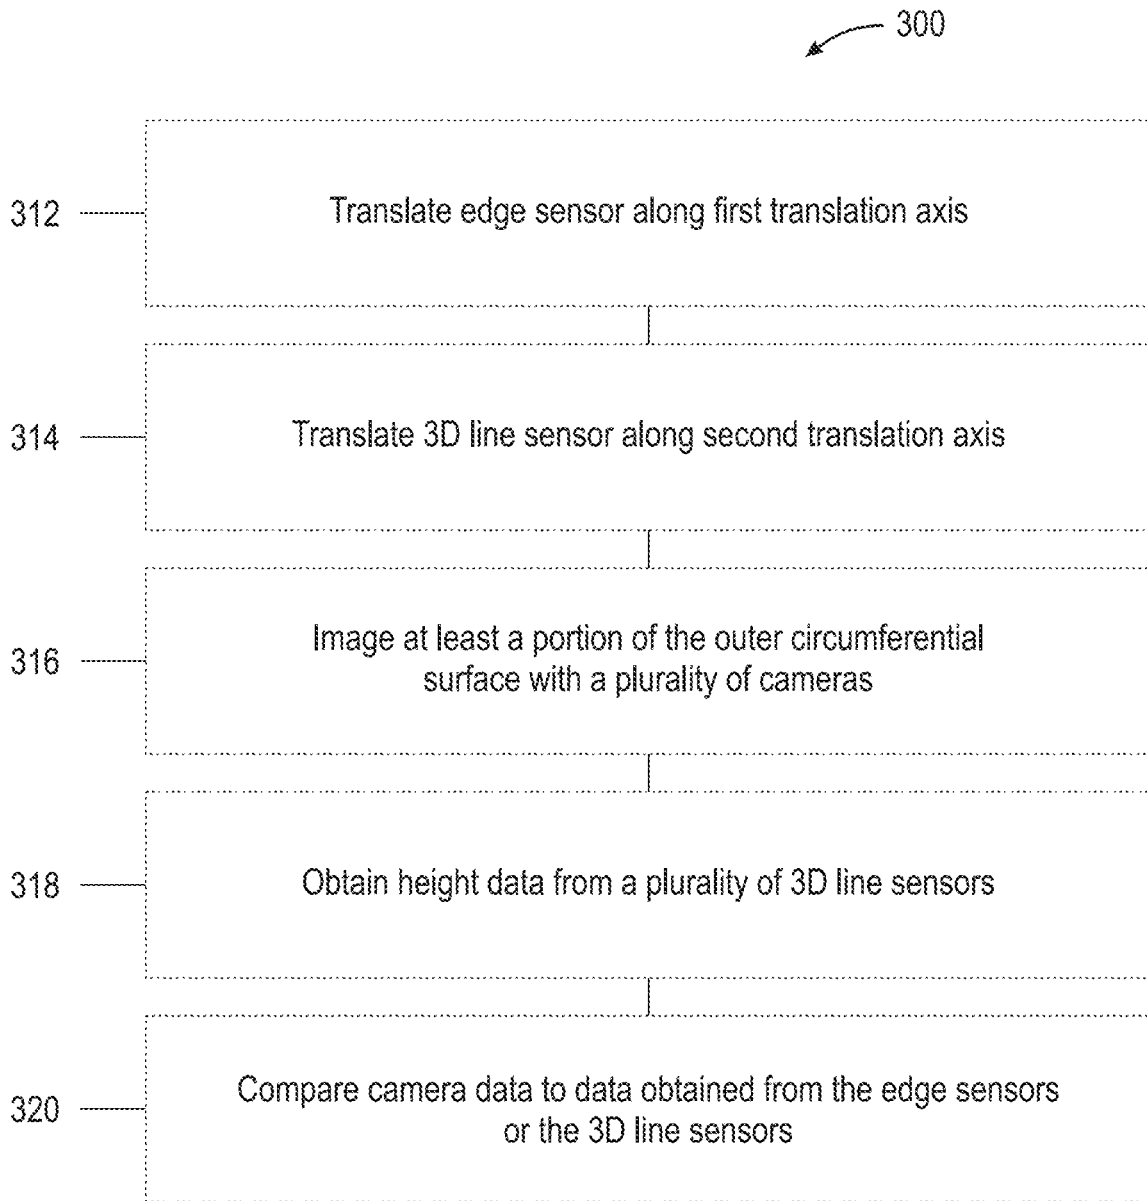 300
312
Translate edge sensor along first translation axis
314
Translate 3D line sensor along second translation axis
316
Image at least a portion of the outer circumferential
surface with a plurality of cameras
318
Obtain height data from a plurality of 3D line sensors
320
Compare camera data to data obtained from the edge sensors
or the 3D line sensors